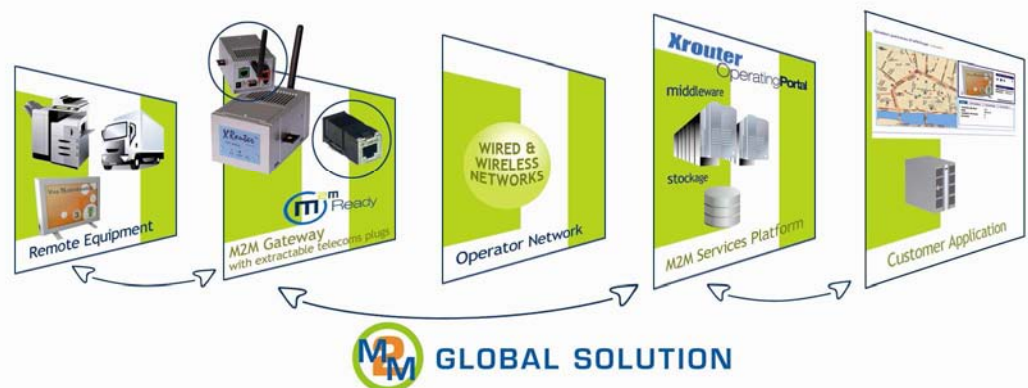 Remote Equipment
XRouter
m2m
Ready
M2M Gateway
with extractable telecoms plugs
WIRED &
WIRELESS
NETWORKS
Operator Network
Xrouter
OperatingPortal
middleware
stockage
M2M Services Platform
Customer Application
M2M GLOBAL SOLUTION